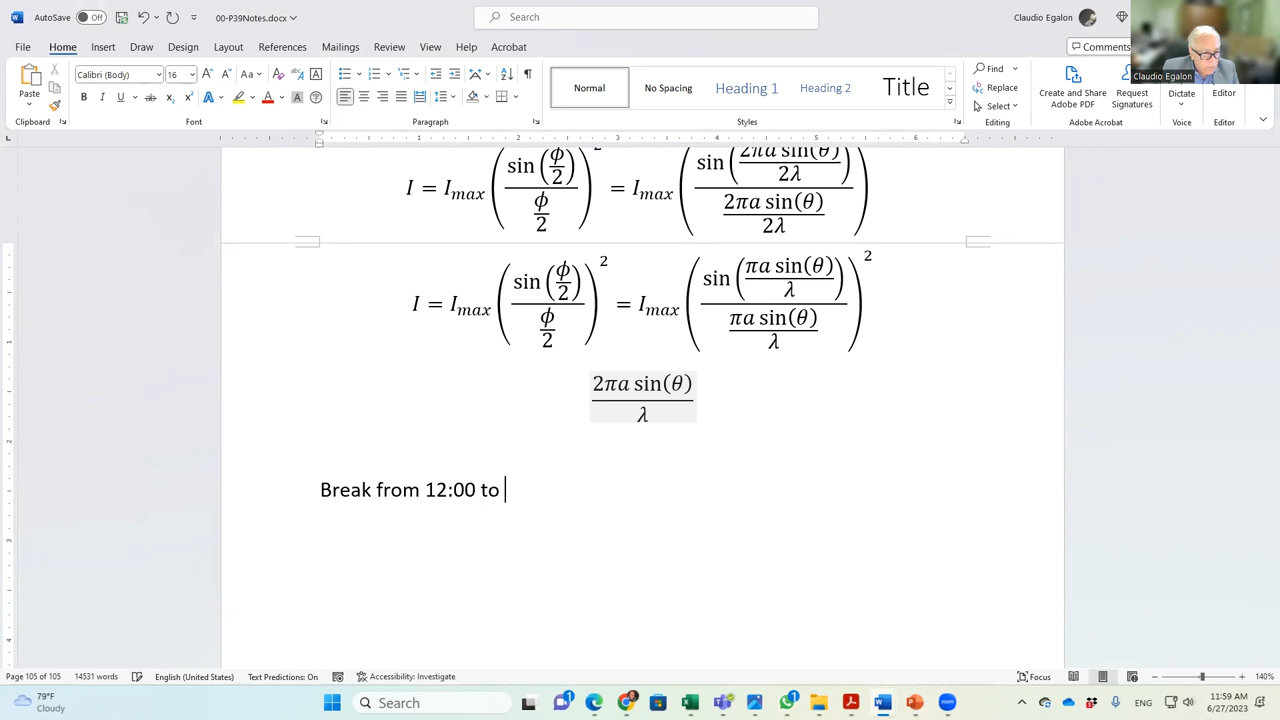 AutoSave Off 00-P39Notes.docx Search Claudio Egalon
File Home Insert Draw Design Layout References Mailings Review View Help Acrobat Comments
Claudio Egalon
Paste Calibri (Body) 16 Normal No Spacing Heading 1 Heading 2 Title Find Replace Select Create and Share Adobe PDF Request Signatures Dictate Editor
Clipboard Font Paragraph Styles Editing Adobe Acrobat Voice Editor
I = I_max (sin(ϕ/2) / (ϕ/2))^2 = I_max (sin(2πa sin(θ)/2λ) / (2πa sin(θ)/2λ))
I = I_max (sin(ϕ/2) / (ϕ/2))^2 = I_max (sin(πa sin(θ)/λ) / (πa sin(θ)/λ))^2
2πa sin(θ)/λ
Break from 12:00 to
Page 105 of 105 14531 words English (United States) Text Predictions: On Accessibility: Investigate Focus 140%
79°F
Cloudy
Search
ENG
11:59 AM
6/27/2023